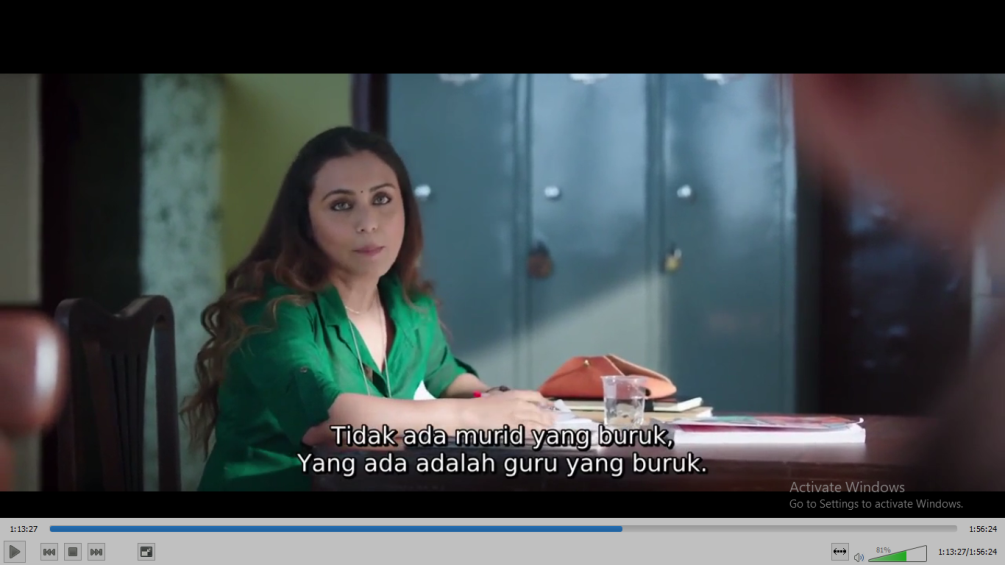 Tidak ada murid yang buruk,
Yang ada adalah guru yang buruk.
Activate Windows
Go to Settings to activate Windows.
1:13:27
1:56:24
81%
1:13:27/1:56:24